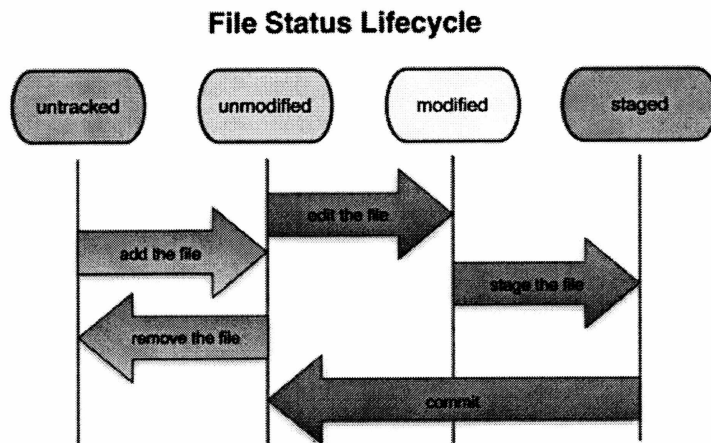 File Status Lifecycle
untracked
unmodified
modified
staged
edit the file
add the file
stage the file
remove the file
commit